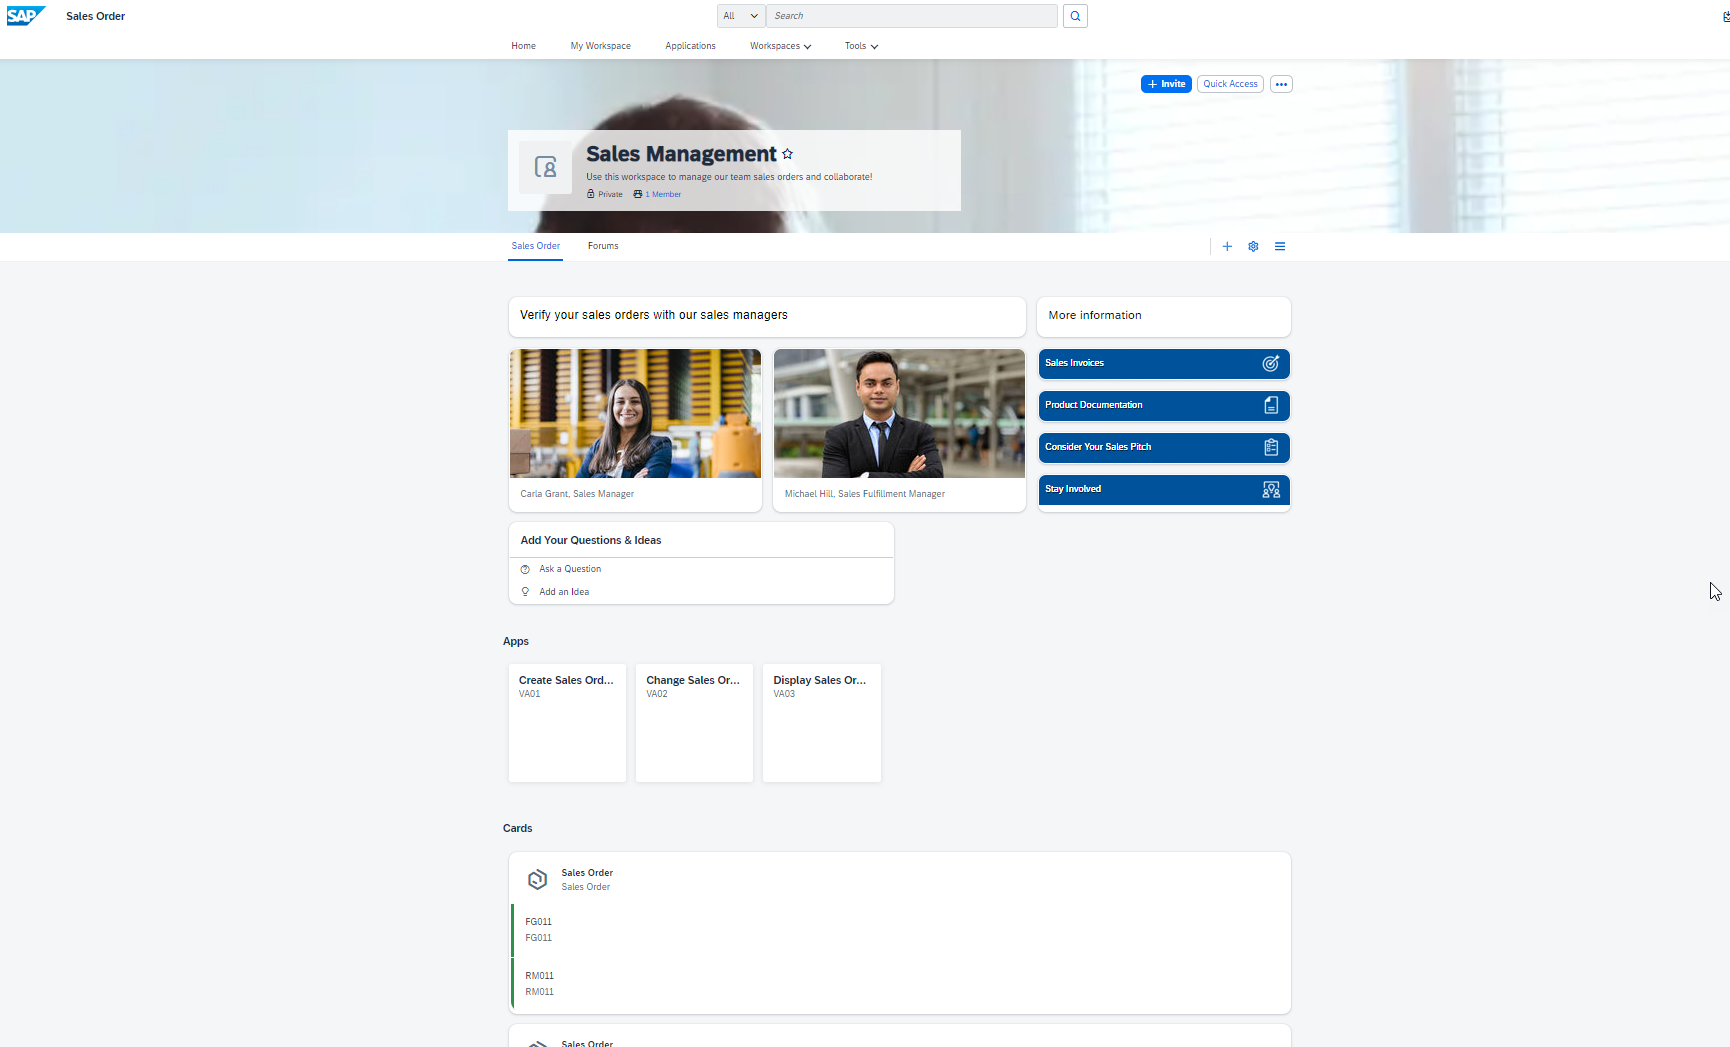 SAP
Sales Order
All
Search
Home
My Workspace
Applications
Workspaces
Tools
+ Invite
Quick Access
Sales Management
Use this workspace to manage our team sales orders and collaborate!
Private
1 Member
Sales Order
Forums
Verify your sales orders with our sales managers
More information
Carla Grant, Sales Manager
Michael Hill, Sales Fulfillment Manager
Sales Invoices
Product Documentation
Consider Your Sales Pitch
Stay Involved
Add Your Questions & Ideas
Ask a Question
Add an Idea
Apps
Create Sales Ord...
VA01
Change Sales Or...
VA02
Display Sales Or...
VA03
Cards
Sales Order
Sales Order
FG011
FG011
RM011
RM011
Sales Order